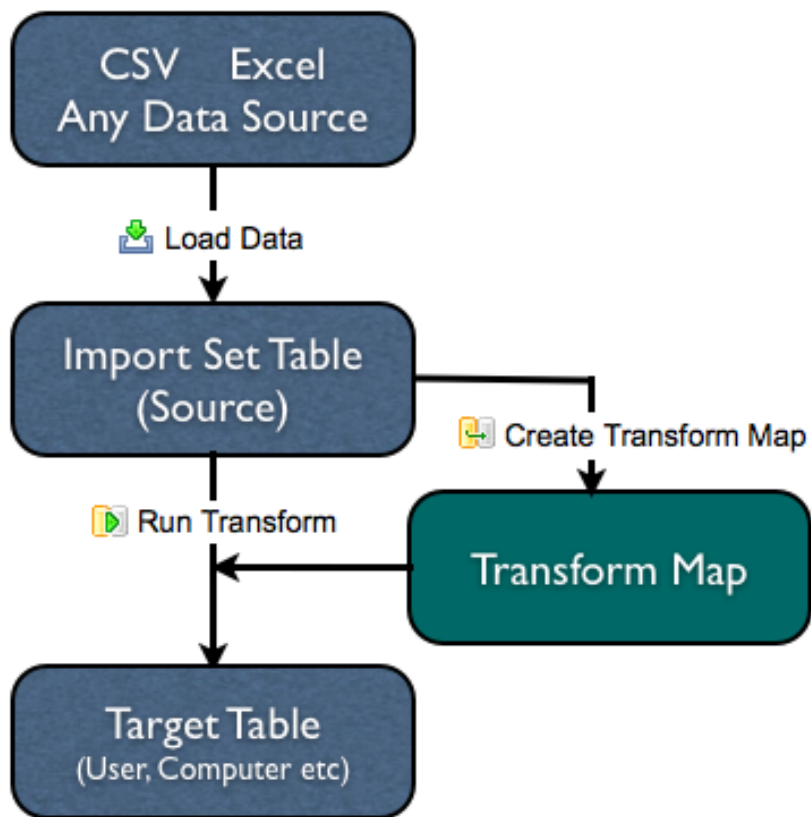 CSV Excel
Any Data Source
Load Data
Import Set Table
(Source)
Create Transform Map
Run Transform
Transform Map
Target Table
(User, Computer etc)